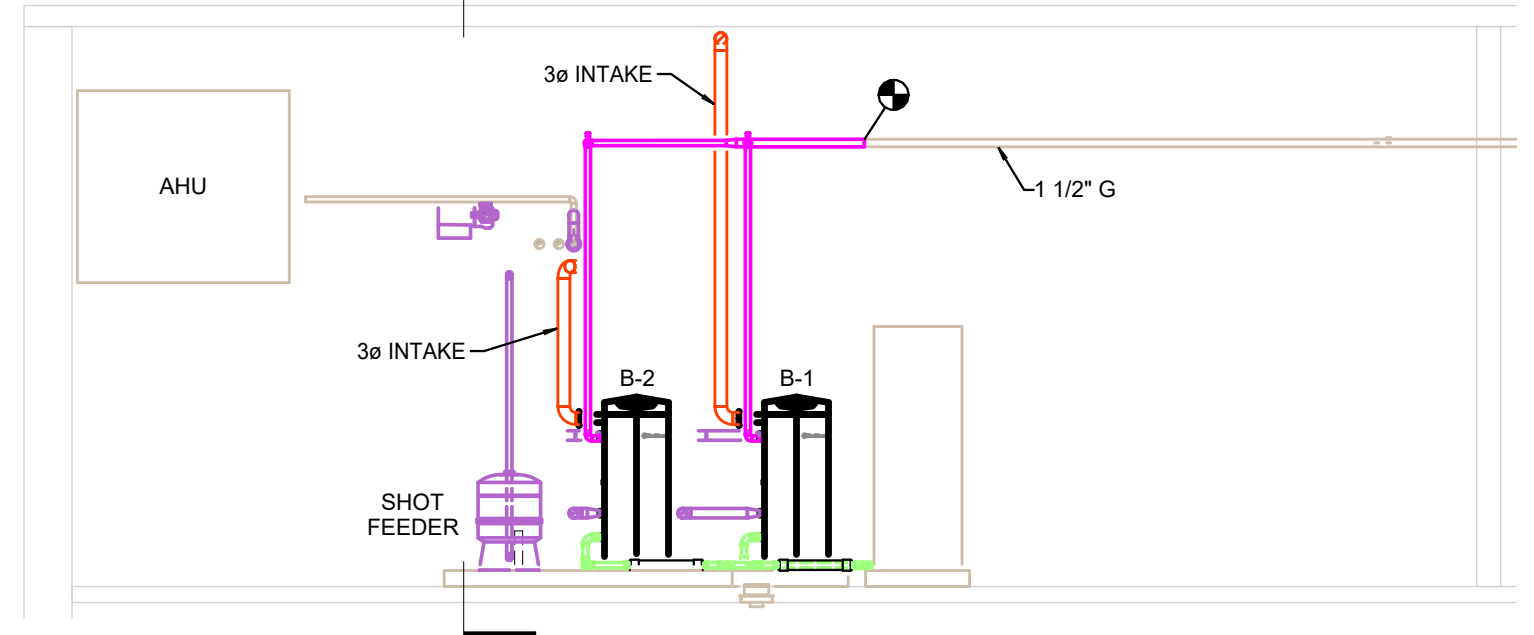 3ø INTAKE
AHU
1 1/2" G
3ø INTAKE
B-2
B-1
SHOT
FEEDER